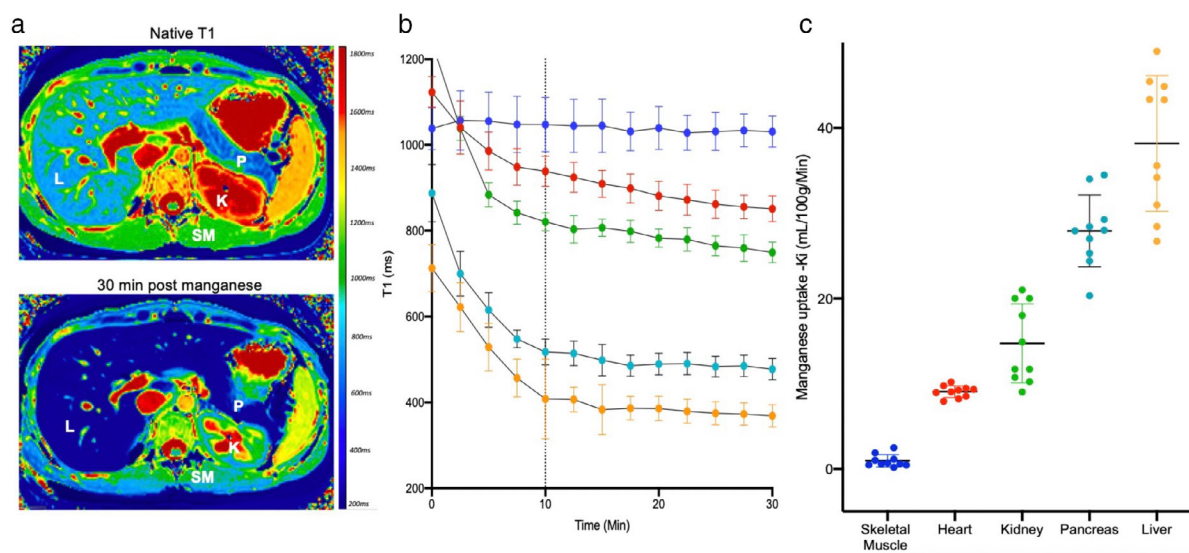 a
Native T1
1800ms
1600ms
1400ms
1200ms
1000ms
800ms
600ms
400ms
200ms
L
P
K
SM
30 min post manganese
L
P
K
SM
b
T1 (ms)
1200
1000
800
600
400
200
0
10
20
30
Time (Min)
c
Manganese uptake -Ki (mL/100g/Min)
40
20
0
Skeletal
Muscle
Heart
Kidney
Pancreas
Liver